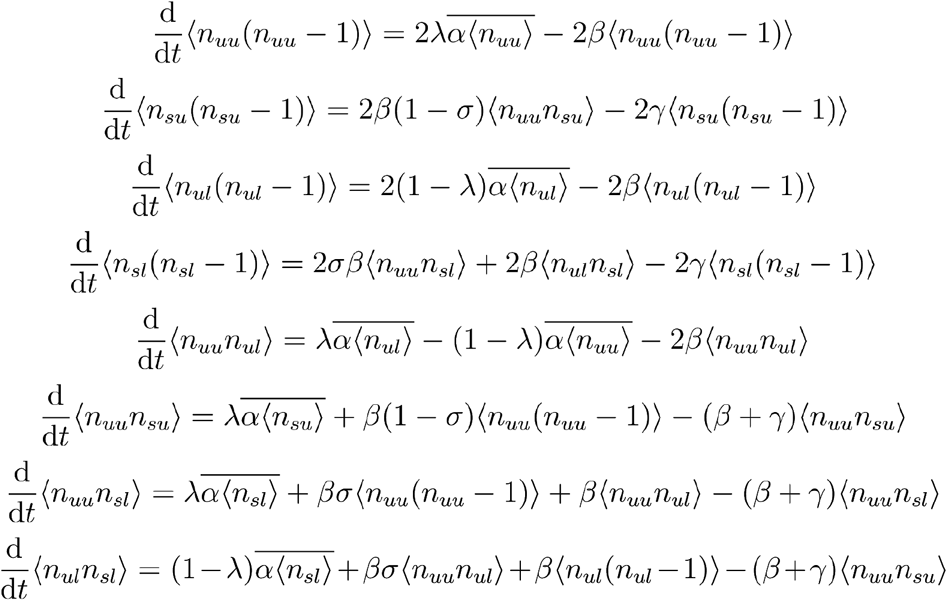 d/dt⟨n_{uu}(n_{uu} − 1)⟩ = 2λ\overline{α⟨n_{uu}⟩} − 2β⟨n_{uu}(n_{uu} − 1)⟩
d/dt⟨n_{su}(n_{su} − 1)⟩ = 2β(1 − σ)⟨n_{uu}n_{su}⟩ − 2γ⟨n_{su}(n_{su} − 1)⟩
d/dt⟨n_{ul}(n_{ul} − 1)⟩ = 2(1 − λ)\overline{α⟨n_{ul}⟩} − 2β⟨n_{ul}(n_{ul} − 1)⟩
d/dt⟨n_{sl}(n_{sl} − 1)⟩ = 2σβ⟨n_{uu}n_{sl}⟩ + 2β⟨n_{ul}n_{sl}⟩ − 2γ⟨n_{sl}(n_{sl} − 1)⟩
d/dt⟨n_{uu}n_{ul}⟩ = λ\overline{α⟨n_{ul}⟩} − (1 − λ)\overline{α⟨n_{uu}⟩} − 2β⟨n_{uu}n_{ul}⟩
d/dt⟨n_{uu}n_{su}⟩ = λ\overline{α⟨n_{su}⟩} + β(1 − σ)⟨n_{uu}(n_{uu} − 1)⟩ − (β + γ)⟨n_{uu}n_{su}⟩
d/dt⟨n_{uu}n_{sl}⟩ = λ\overline{α⟨n_{sl}⟩} + βσ⟨n_{uu}(n_{uu} − 1)⟩ + β⟨n_{uu}n_{ul}⟩ − (β + γ)⟨n_{uu}n_{sl}⟩
d/dt⟨n_{ul}n_{sl}⟩ = (1−λ)\overline{α⟨n_{sl}⟩}+βσ⟨n_{uu}n_{ul}⟩+β⟨n_{ul}(n_{ul}−1)⟩−(β+γ)⟨n_{uu}n_{su}⟩